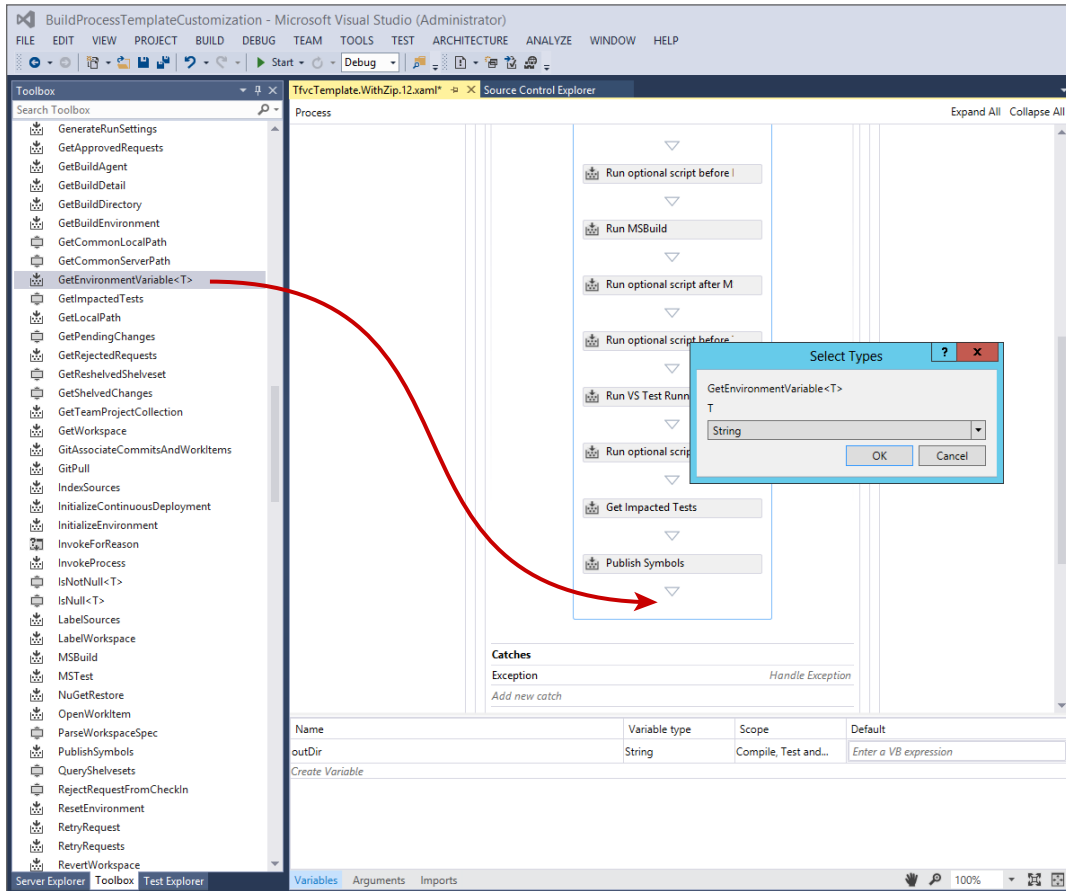 BuildProcessTemplateCustomization - Microsoft Visual Studio (Administrator)
FILE EDIT VIEW PROJECT BUILD DEBUG TEAM TOOLS TEST ARCHITECTURE ANALYZE WINDOW HELP
Start Debug
Toolbox
Search Toolbox
GenerateRunSettings
GetApprovedRequests
GetBuildAgent
GetBuildDetail
GetBuildDirectory
GetBuildEnvironment
GetCommonLocalPath
GetCommonServerPath
GetEnvironmentVariable<T>
GetImpactedTests
GetLocalPath
GetPendingChanges
GetRejectedRequests
GetReshelvedShelveset
GetShelvedChanges
GetTeamProjectCollection
GetWorkspace
GitAssociateCommitsAndWorkItems
GitPull
IndexSources
InitializeContinuousDeployment
InitializeEnvironment
InvokeForReason
InvokeProcess
IsNotNull<T>
IsNull<T>
LabelSources
LabelWorkspace
MSBuild
MSTest
NuGetRestore
OpenWorkItem
ParseWorkspaceSpec
PublishSymbols
QueryShelvesets
RejectRequestFromCheckIn
ResetEnvironment
RetryRequest
RetryRequests
RevertWorkspace
Server Explorer Toolbox Test Explorer
TfvcTemplate.WithZip.12.xaml* Source Control Explorer
Process Expand All Collapse All
Run optional script before
Run MSBuild
Run optional script after M
Run optional script before
Run VS Test Runn
Run optional scrip
Get Impacted Tests
Publish Symbols
Select Types ? x
GetEnvironmentVariable<T>
T
String
OK Cancel
Catches
Exception Handle Exception
Add new catch
Name Variable type Scope Default
outDir String Compile, Test and... Enter a VB expression
Create Variable
Variables Arguments Imports 100%